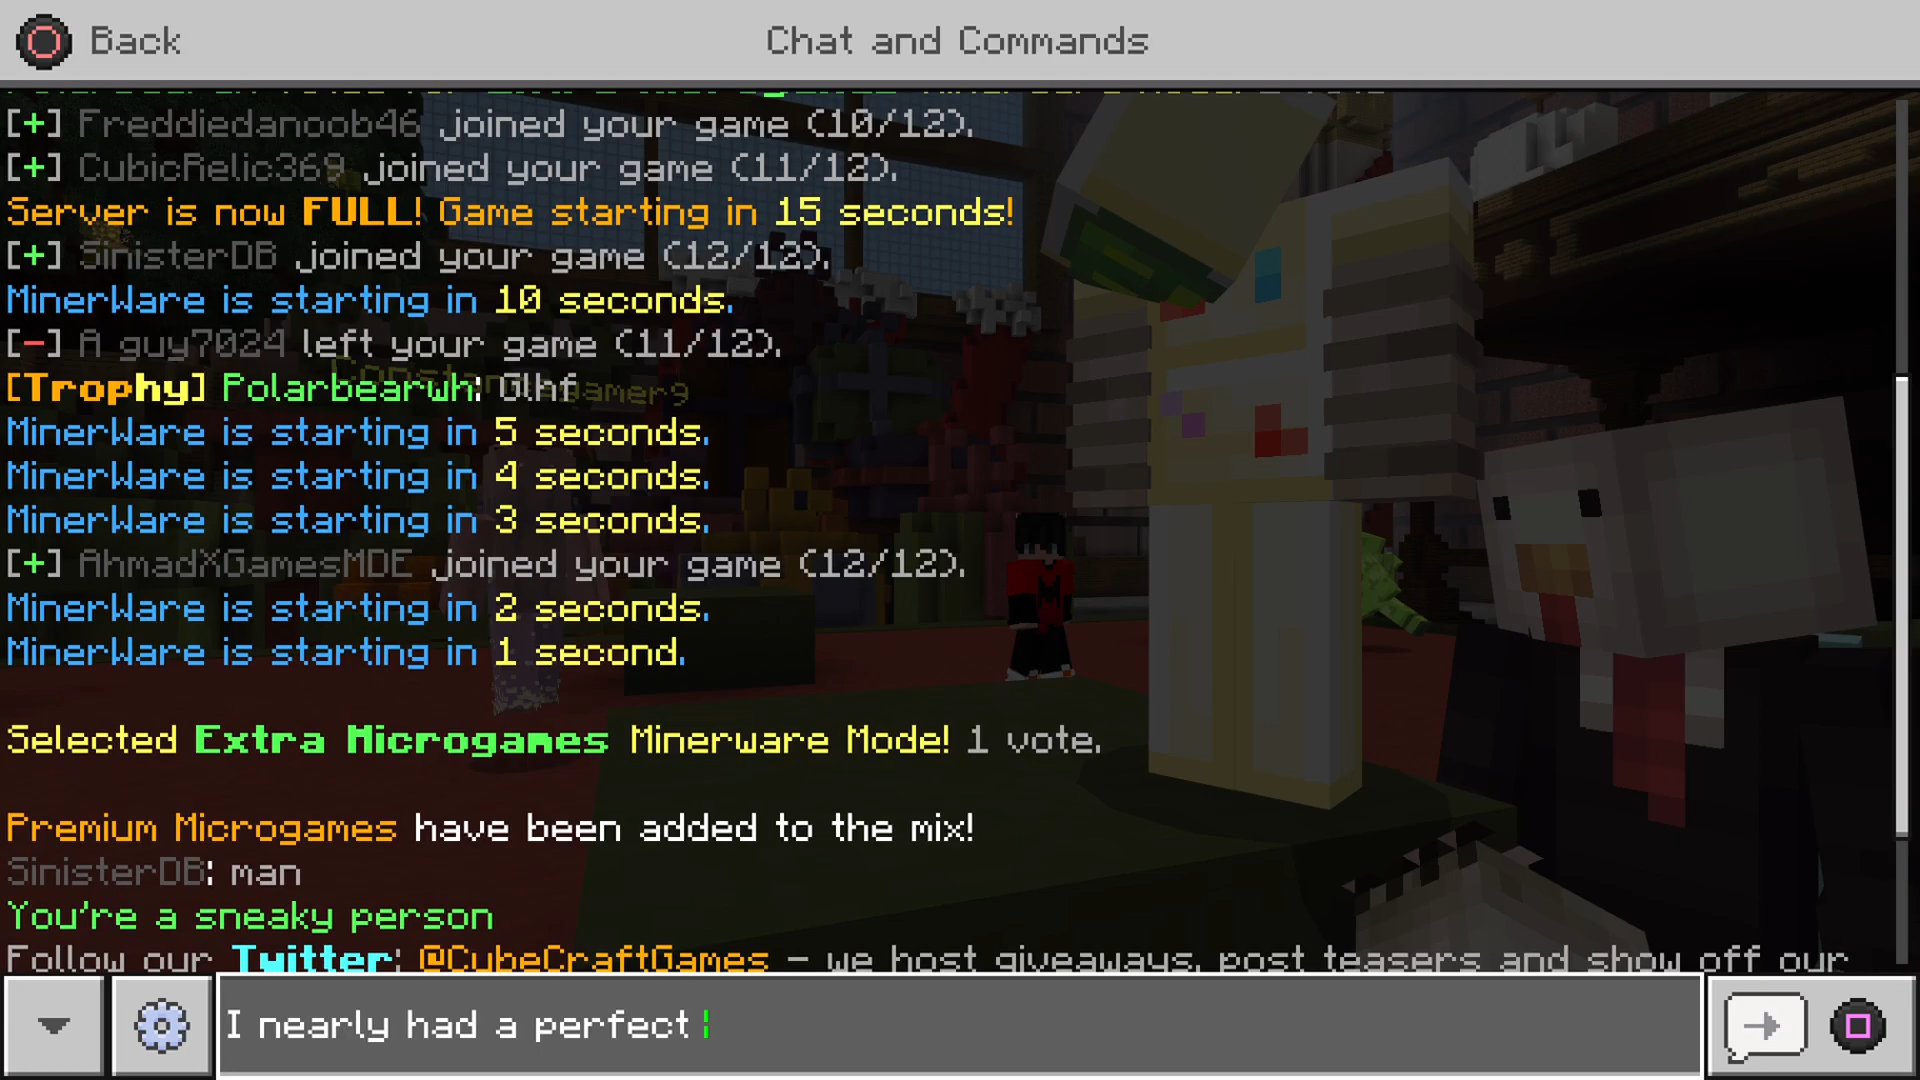 Back
Chat and Commands
[+] Freddiedanoob46 joined your game (10/12).
[+] CubicRelic369 joined your game (11/12).
Server is now FULL! Game starting in 15 seconds!
[+] SinisterDB joined your game (12/12).
MinerWare is starting in 10 seconds.
[-] A guy7024 left your game (11/12).
[Trophy] Polarbearwh: Glhf
MinerWare is starting in 5 seconds.
MinerWare is starting in 4 seconds.
MinerWare is starting in 3 seconds.
[+] AhmadXGamesMDE joined your game (12/12).
MinerWare is starting in 2 seconds.
MinerWare is starting in 1 second.
Selected Extra Microgames Minerware Mode! 1 vote.
Premium Microgames have been added to the mix!
SinisterDB: man
You're a sneaky person
Follow our Twitter: @CubeCraftGames - we host giveaways, post teasers and show off our
I nearly had a perfect